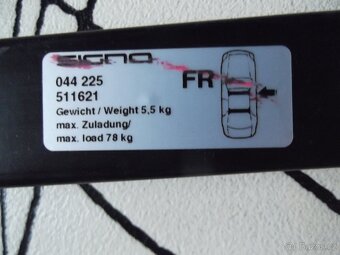 SIGNO
044 225
511621
FR
Gewicht / Weight 5,5 kg
max. Zuladung/
max. load 78 kg